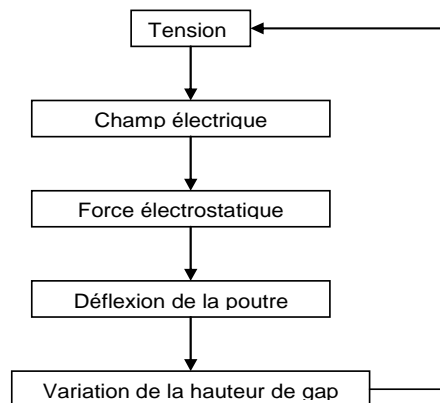 Tension
Champ électrique
Force électrostatique
Déflexion de la poutre
Variation de la hauteur de gap